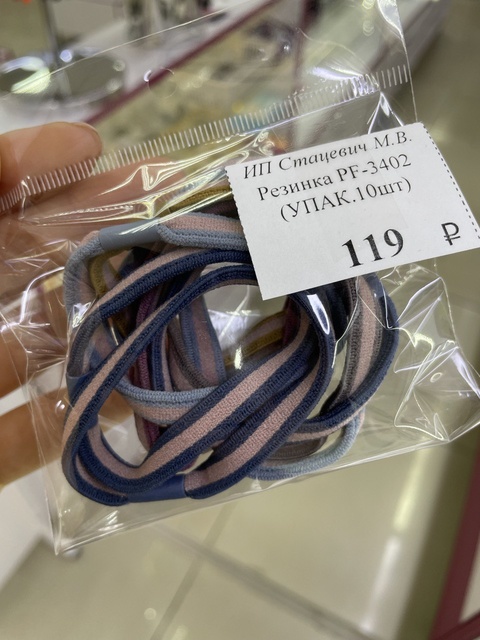 ИП Стацевич М.В.
Резинка PF-3402
(УПАК.10шт)
119 ₽